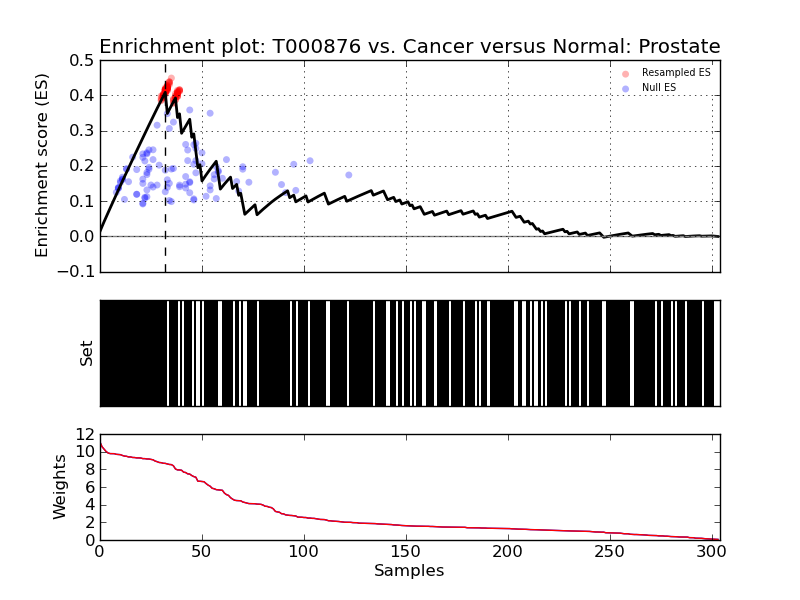 Enrichment plot: T000876 vs. Cancer versus Normal: Prostate
0.5
0.4
0.3
0.2
0.1
0.0
−0.1
Enrichment score (ES)
Resampled ES
Null ES
Set
12
10
8
6
4
2
0
Weights
0 50 100 150 200 250 300
Samples